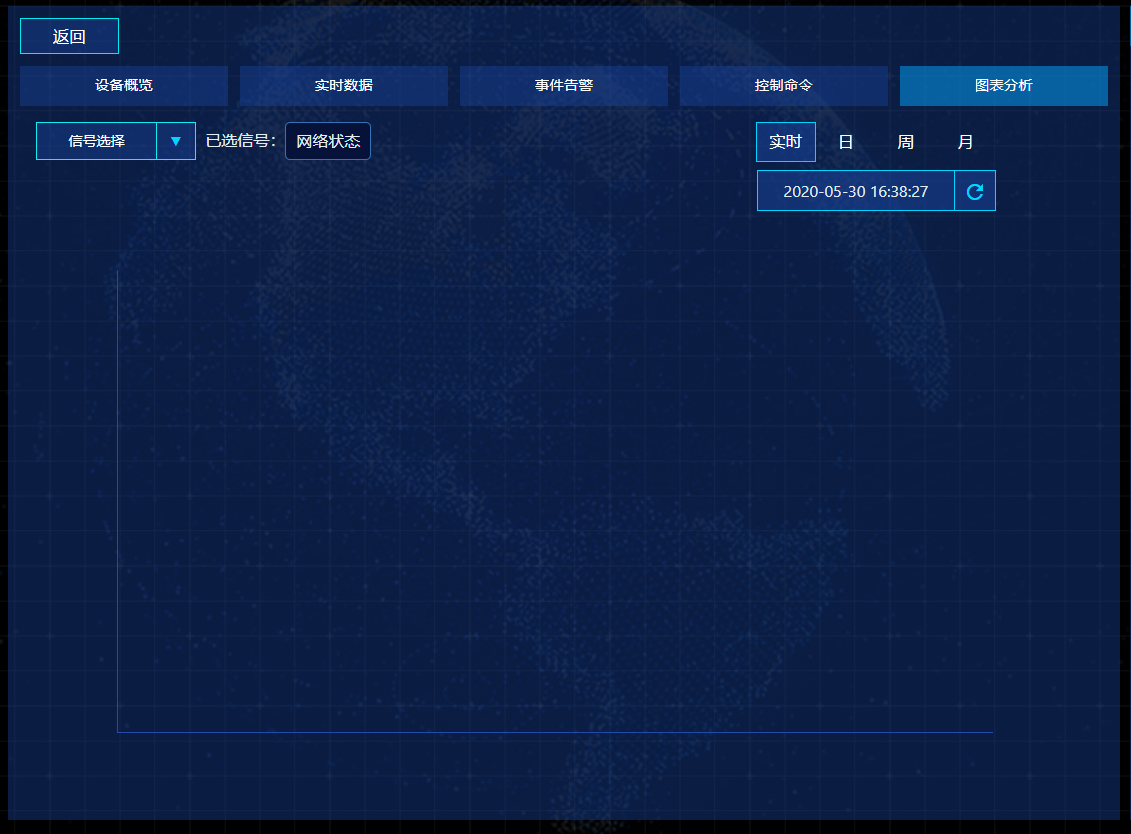 返回
设备概览 实时数据 事件告警 控制命令 图表分析
信号选择 ▼ 已选信号： 网络状态 实时 日 周 月
2020-05-30 16:38:27